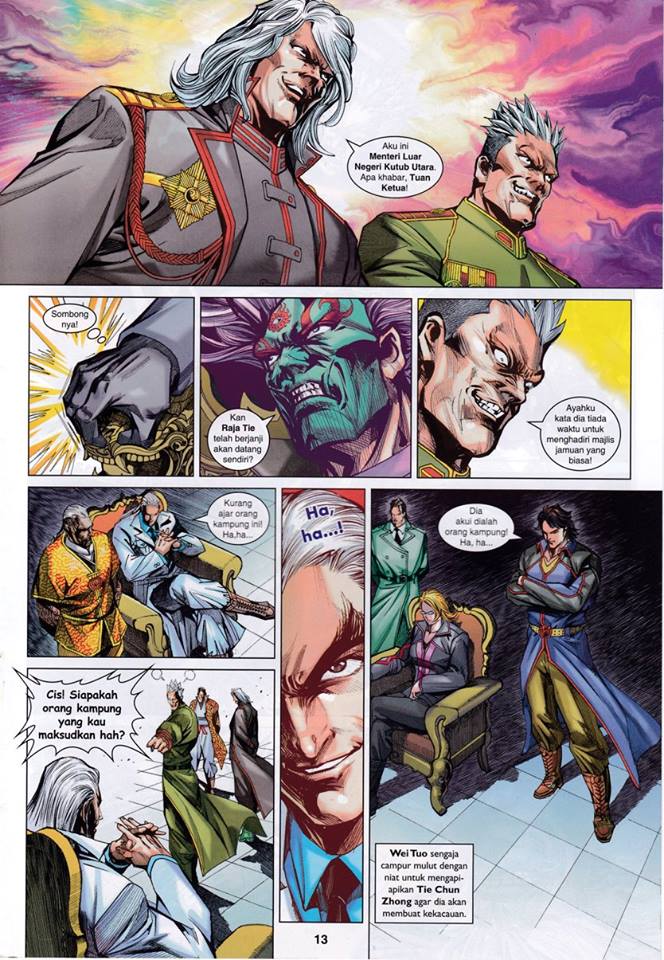 Aku ini
Menteri Luar
Negeri Kutub Utara.
Apa khabar, Tuan
Ketua!
Sombong
nya!
Kan
Raja Tie
telah berjanji
akan datang
sendiri?
Ayahku
kata dia tiada
waktu untuk
menghadiri majlis
jamuan yang
biasa!
Kurang
ajar orang
kampung ini!
Ha,ha...
Ha,
ha...!
Dia
akui dialah
orang kampung!
Ha, ha...
Cis! Siapakah
orang kampung
yang kau
maksudkan hah?
Wei Tuo sengaja
campur mulut dengan
niat untuk mengapi-
apikan Tie Chun
Zhong agar dia akan
membuat kekacauan.
13